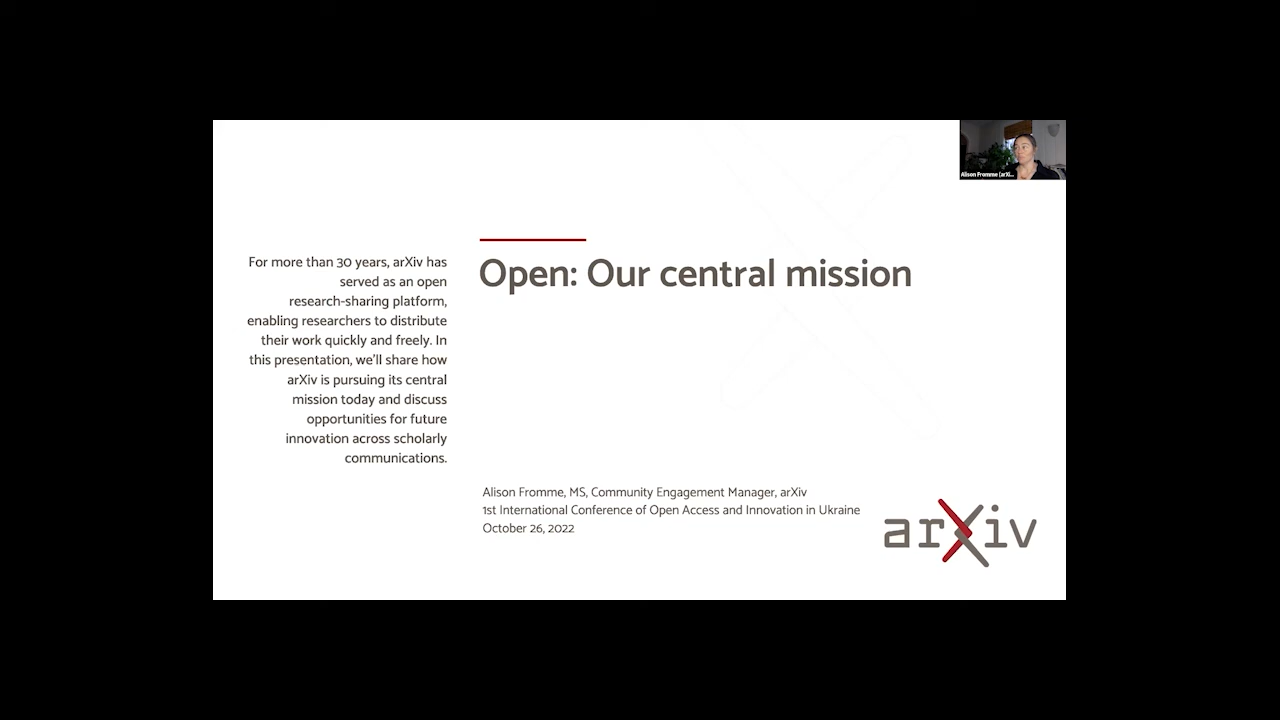 Alison Fromme (arXi...
For more than 30 years, arXiv has
served as an open
research-sharing platform,
enabling researchers to distribute
their work quickly and freely. In
this presentation, we'll share how
arXiv is pursuing its central
mission today and discuss
opportunities for future
innovation across scholarly
communications.
Open: Our central mission
Alison Fromme, MS, Community Engagement Manager, arXiv
1st International Conference of Open Access and Innovation in Ukraine
October 26, 2022
arXiv